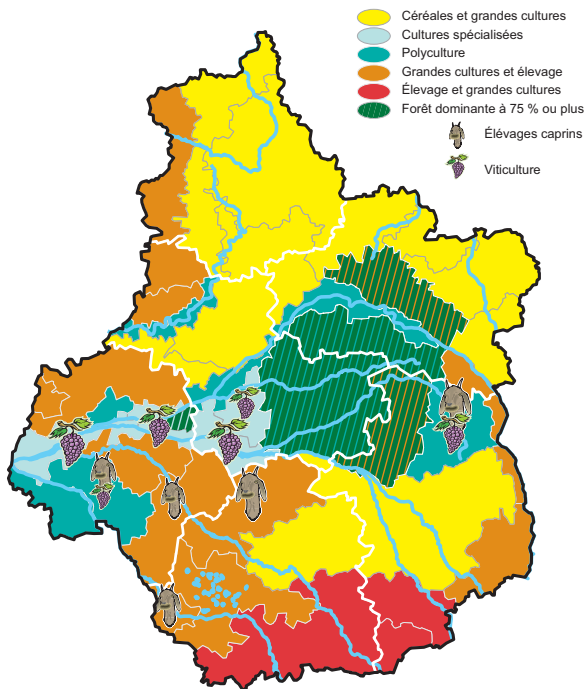 Céréales et grandes cultures
Cultures spécialisées
Polyculture
Grandes cultures et élevage
Élevage et grandes cultures
Forêt dominante à 75 % ou plus
Élévages caprins
Viticulture